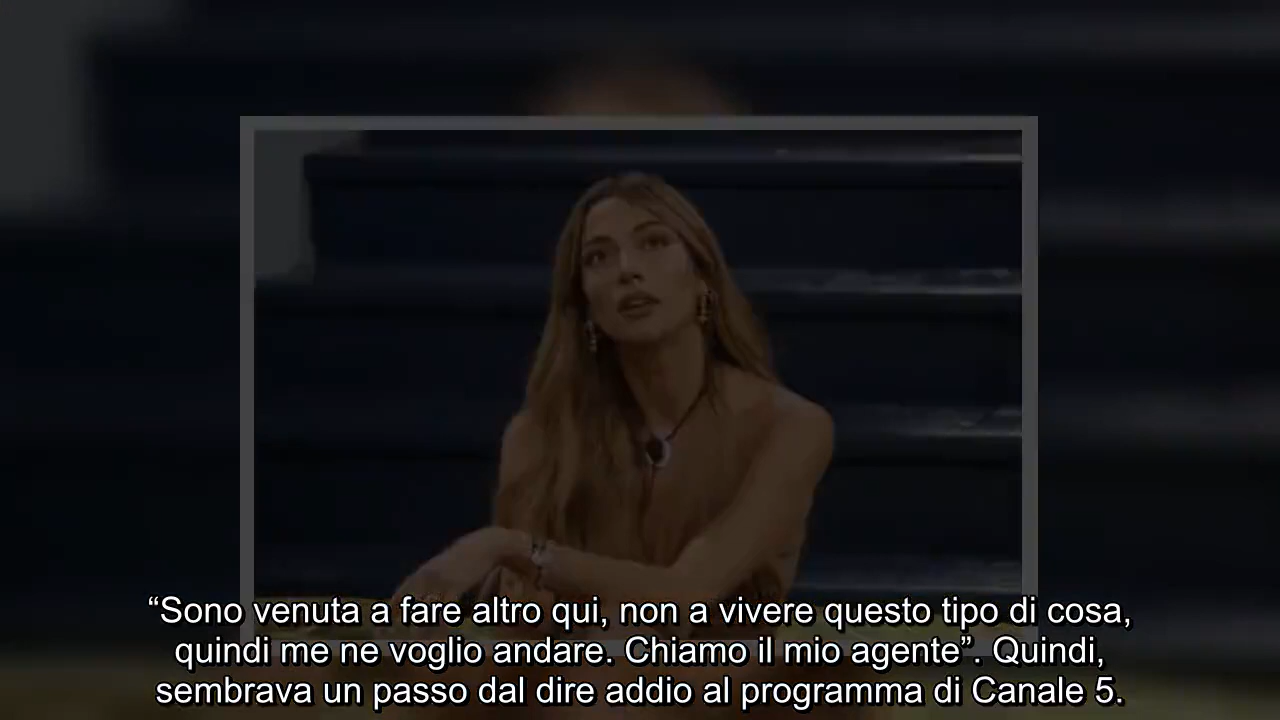 “Sono venuta a fare altro qui, non a vivere questo tipo di cosa,
quindi me ne voglio andare. Chiamo il mio agente”. Quindi,
sembrava un passo dal dire addio al programma di Canale 5.